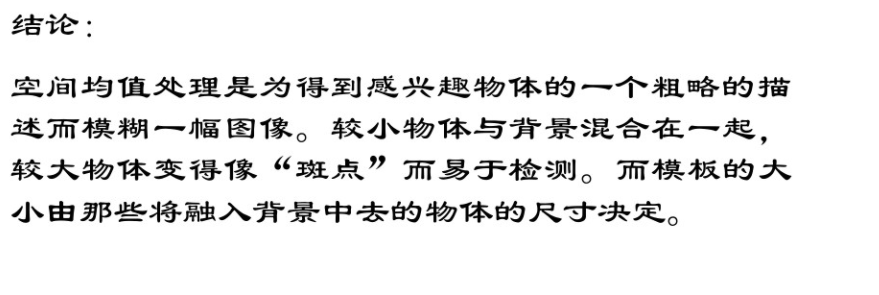 结论：
空间均值处理是为得到感兴趣物体的一个粗略的描
述而模糊一幅图像。较小物体与背景混合在一起，
较大物体变得像“斑点”而易于检测。而模板的大
小由那些将融入背景中去的物体的尺寸决定。